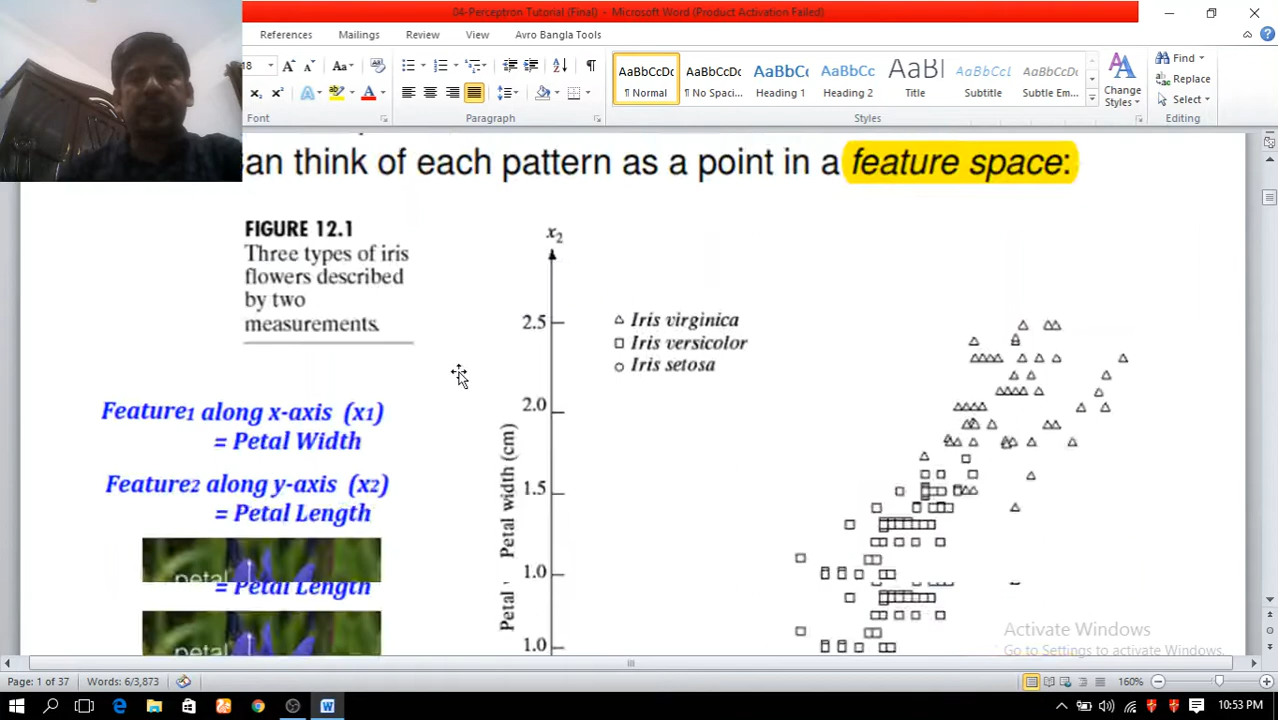 04-Perceptron Tutorial (Final) - Microsoft Word (Product Activation Failed)
References Mailings Review View Avro Bangla Tools
18 Aa
AaBbCcDc AaBbCcDc AaBbCc AaBbCc AaBl AaBbCcI AaBbCcDc
¶ Normal ¶ No Spaci... Heading 1 Heading 2 Title Subtitle Subtle Em...
Change Styles
Find
Replace
Select
Font Paragraph Styles Editing
an think of each pattern as a point in a feature space:
FIGURE 12.1
Three types of iris
flowers described
by two
measurements.
x2
2.5
2.0
1.5
1.0
1.0
Petal width (cm)
Petal
Iris virginica
Iris versicolor
Iris setosa
Feature1 along x-axis (x1)
= Petal Width
Feature2 along y-axis (x2)
= Petal Length
petal
= Petal Length
petal
Activate Windows
Go to Settings to activate Windows.
Page: 1 of 37 Words: 6/3,873 160%
10:53 PM